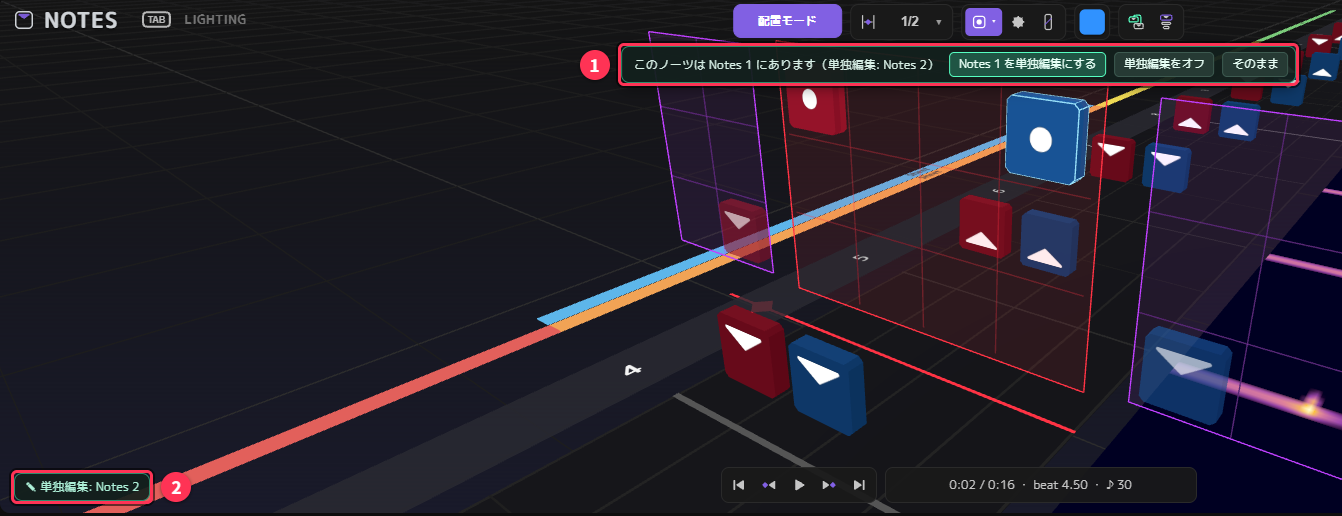 NOTES
TAB
LIGHTING
配置モード
1/2
1
このノーツは Notes 1 にあります（単独編集: Notes 2）
Notes 1 を単独編集にする
単独編集をオフ
そのまま
5
4
単独編集: Notes 2
2
0:02 / 0:16 · beat 4.50 · ♪ 30